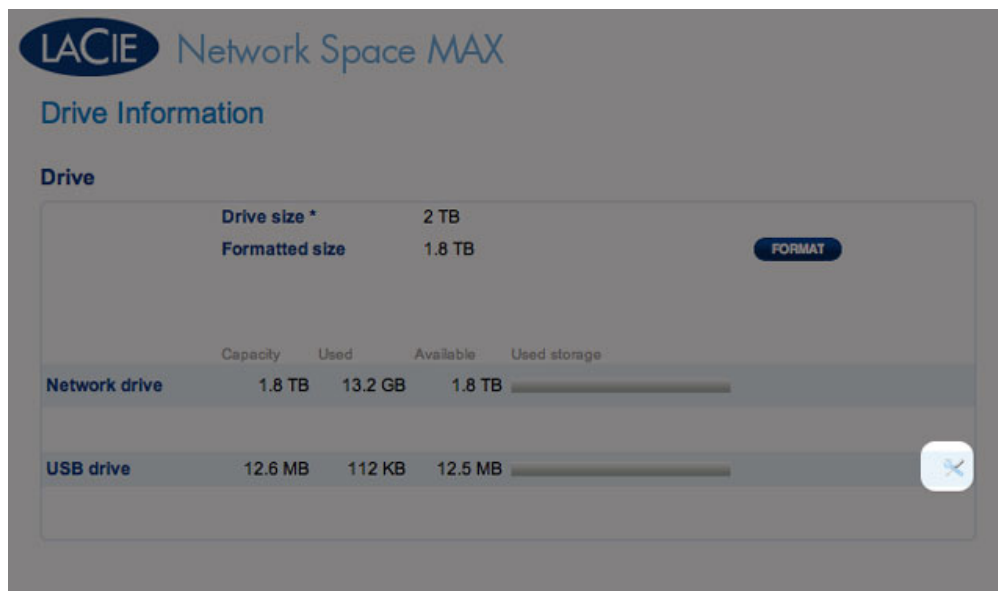 LACIE Network Space MAX
Drive Information
Drive
Drive size * 2 TB
Formatted size 1.8 TB FORMAT
Capacity Used Available Used storage
Network drive 1.8 TB 13.2 GB 1.8 TB
USB drive 12.6 MB 112 KB 12.5 MB